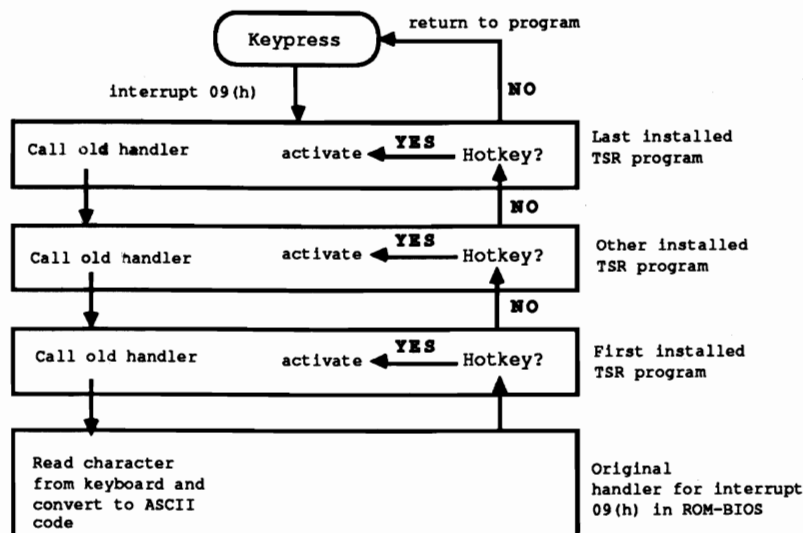 return to program
Keypress
NO
interrupt 09(h)
Call old handler
activate
YES
Hotkey?
Last installed
TSR program
NO
Call old handler
activate
YES
Hotkey?
Other installed
TSR program
NO
Call old handler
activate
YES
Hotkey?
First installed
TSR program
Read character
from keyboard and
convert to ASCII
code
Original
handler for interrupt
09(h) in ROM-BIOS